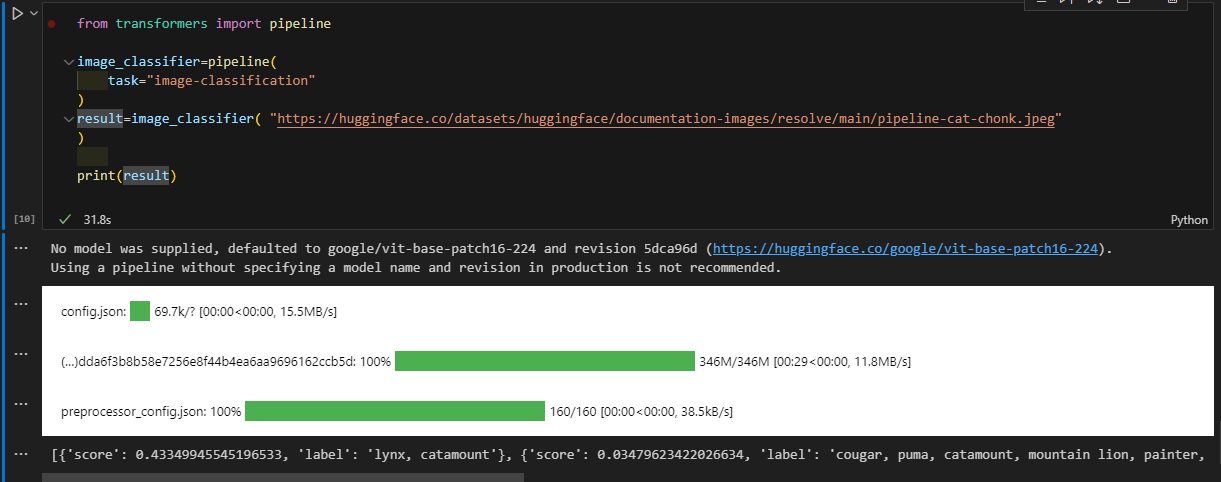 from transformers import pipeline
image_classifier=pipeline(
task="image-classification"
)
result=image_classifier( "https://huggingface.co/datasets/huggingface/documentation-images/resolve/main/pipeline-cat-chonk.jpeg"
)
print(result)
[10]
31.8s
Python
No model was supplied, defaulted to google/vit-base-patch16-224 and revision 5dca96d (https://huggingface.co/google/vit-base-patch16-224).
Using a pipeline without specifying a model name and revision in production is not recommended.
config.json: 69.7k/? [00:00<00:00, 15.5MB/s]
(...)dda6f3b8b58e7256e8f44b4ea6aa9696162ccb5d: 100% 346M/346M [00:29<00:00, 11.8MB/s]
preprocessor_config.json: 100% 160/160 [00:00<00:00, 38.5kB/s]
[{'score': 0.43349945545196533, 'label': 'lynx, catamount'}, {'score': 0.03479623422026634, 'label': 'cougar, puma, catamount, mountain lion, painter,